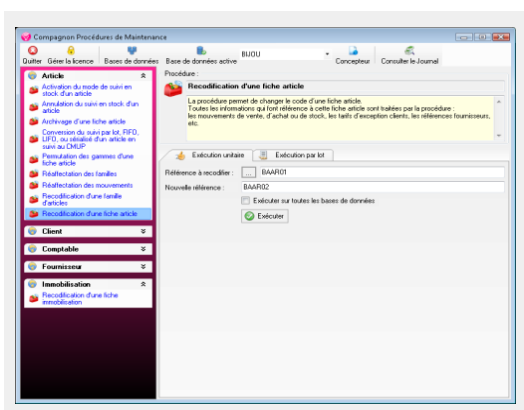 Compagnon Procédures de Maintenance
BIJOU
Quitter Gérer la licence Bases de données Base de données active Concepteur Consulter le Journal
Article
Activation du mode de suivi en
stock d'un article
Annulation du suivi en stock d'un
article
Archivage d'une fiche article
Conversion du suivi par lot, FIFO,
LIFO, ou sérialisé d'un article en
suivi au CMUP
Permutation des gammes d'une
fiche article
Réaffectation des familles
Réaffectation des mouvements
Recodification d'une famille
d'articles
Recodification d'une fiche article
Client
Comptable
Fournisseur
Immobilisation
Recodification d'une fiche
immobilisation
Procédure :
Recodification d'une fiche article
La procédure permet de changer le code d'une fiche article.
Toutes les informations qui font référence à cette fiche article sont traitées par la procédure :
les mouvements de vente, d'achat ou de stock, les tarifs d'exception clients, les références fournisseurs,
etc.
Exécution unitaire Exécution par lot
Référence à recodifier : ... BAAR01
Nouvelle référence : BAAR02
Exécuter sur toutes les bases de données
Exécuter